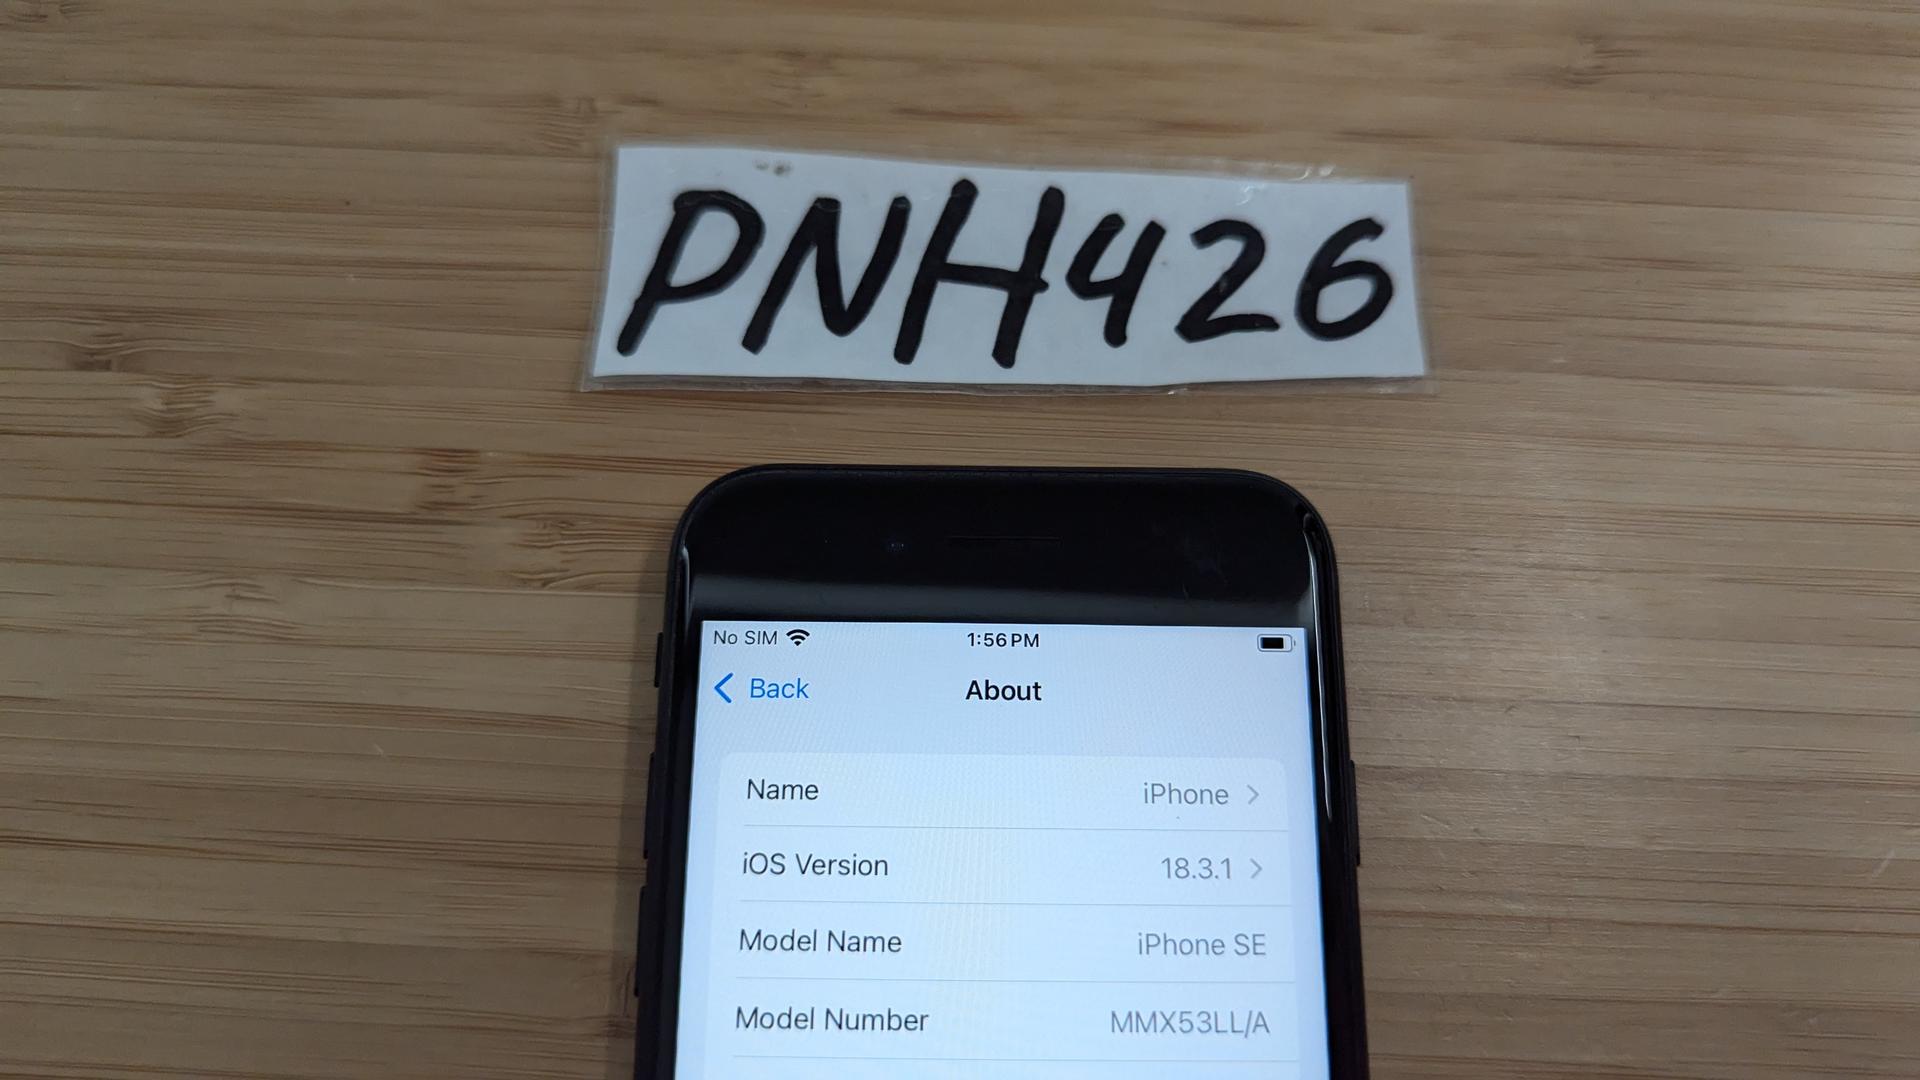 PNH426
No SIM 1:56 PM
Back About
Name iPhone
iOS Version 18.3.1
Model Name iPhone SE
Model Number MMX53LL/A